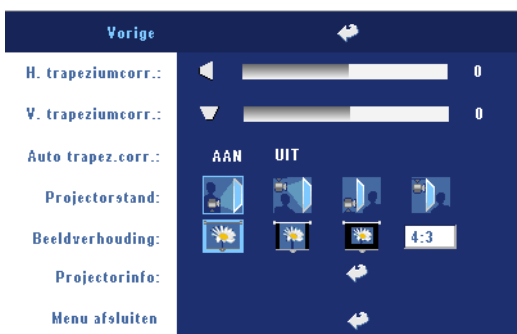 Vorige
H. trapeziumcorr.: 0
V. trapeziumcorr.: 0
Auto trapez.corr.: AAN UIT
Projectorstand:
Beeldverhouding: 4:3
Projectorinfo:
Menu afsluiten